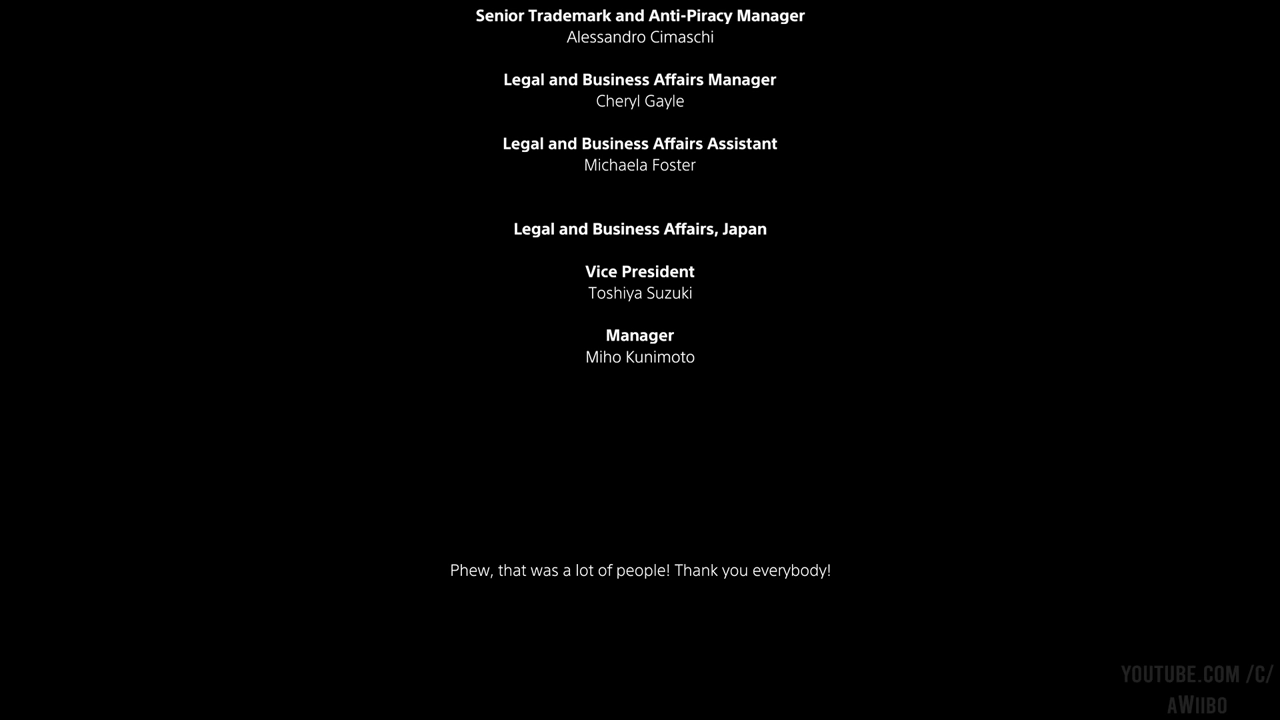 Senior Trademark and Anti-Piracy Manager
Alessandro Cimaschi
Legal and Business Affairs Manager
Cheryl Gayle
Legal and Business Affairs Assistant
Michaela Foster
Legal and Business Affairs, Japan
Vice President
Toshiya Suzuki
Manager
Miho Kunimoto
Phew, that was a lot of people! Thank you everybody!
YOUTUBE.COM /C/
aWiiBO